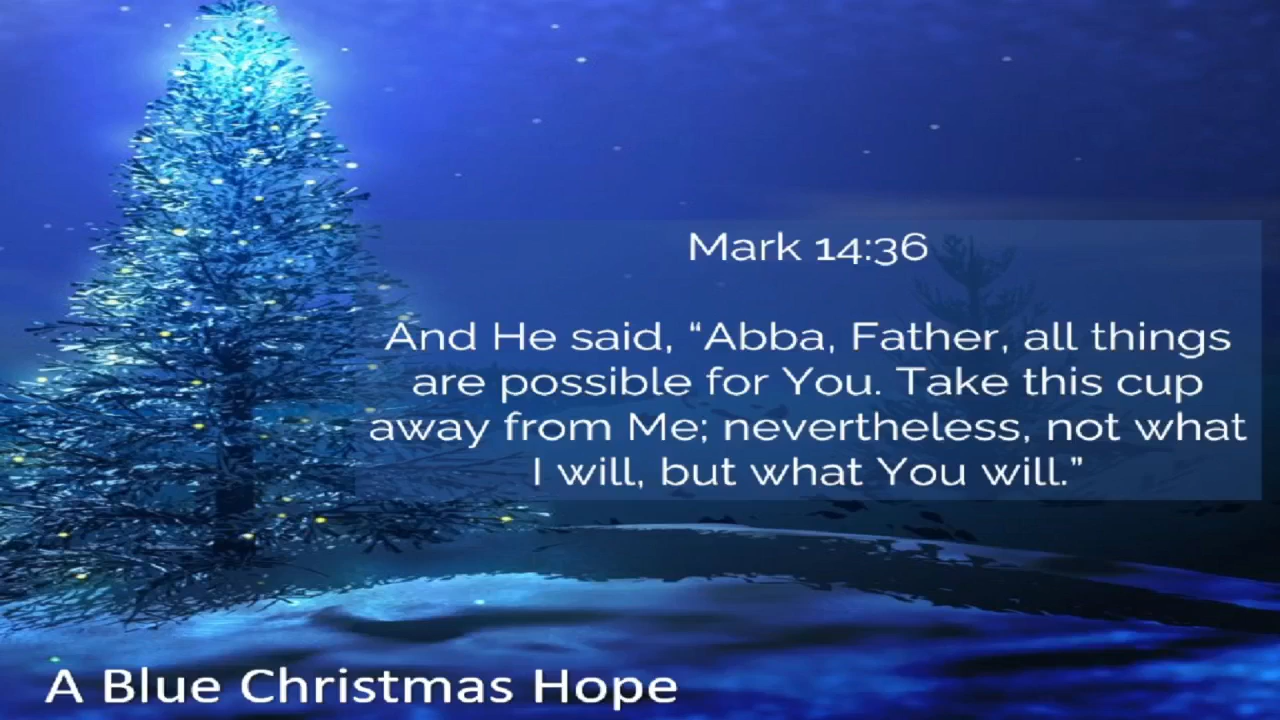 Mark 14:36
And He said, “Abba, Father, all things
are possible for You. Take this cup
away from Me; nevertheless, not what
I will, but what You will.”
A Blue Christmas Hope